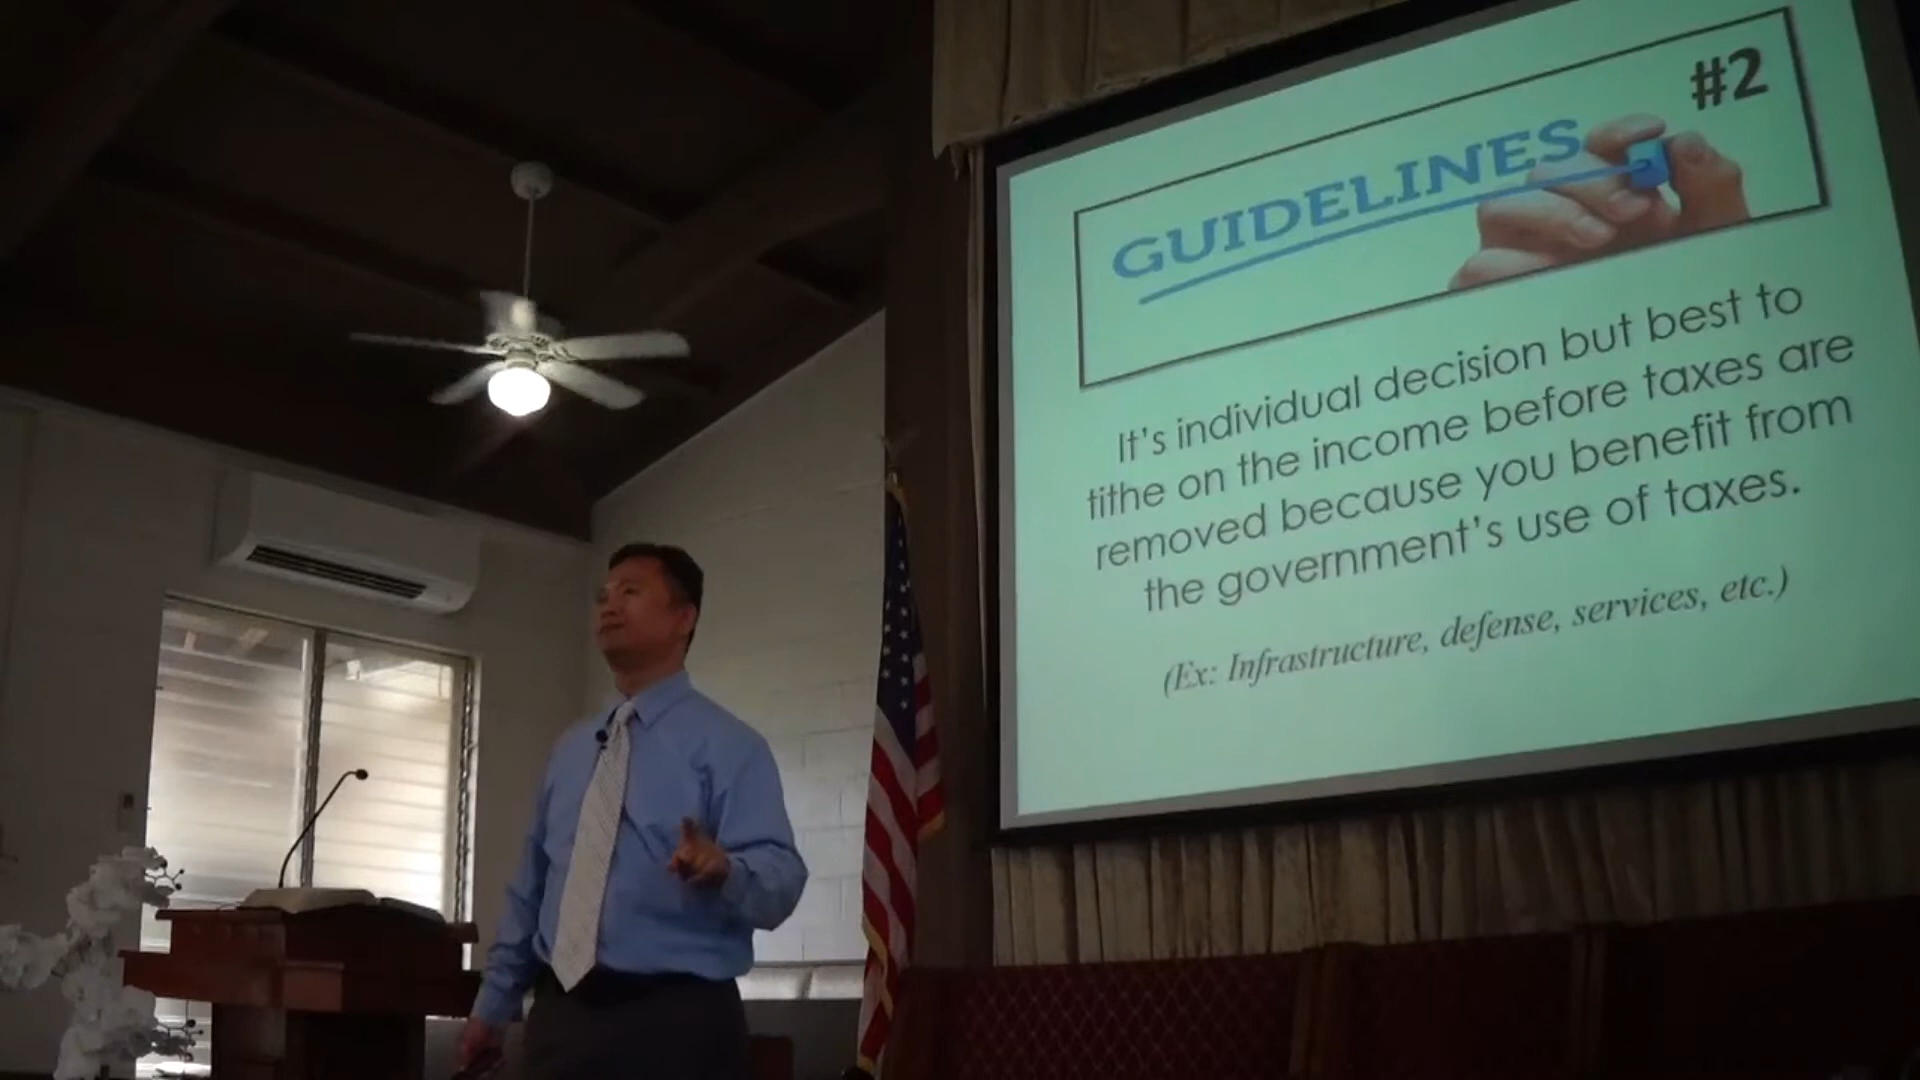 #2
GUIDELINES
It's individual decision but best to
tithe on the income before taxes are
removed because you benefit from
the government's use of taxes.
(Ex: Infrastructure, defense, services, etc.)